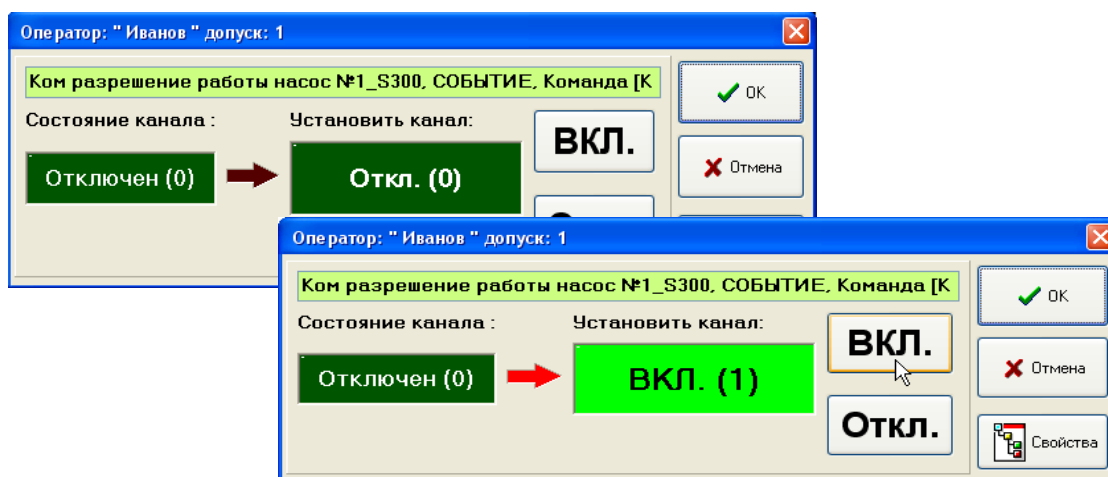 Оператор: " Иванов " допуск: 1
Ком разрешение работы насос №1_S300, СОБЫТИЕ, Команда [К
Состояние канала :
Установить канал:
ВКЛ.
OK
Отключен (0)
Откл. (0)
Отмена
Оператор: " Иванов " допуск: 1
Ком разрешение работы насос №1_S300, СОБЫТИЕ, Команда [К
Состояние канала :
Установить канал:
ВКЛ.
OK
Отключен (0)
ВКЛ. (1)
Отмена
Откл.
Свойства